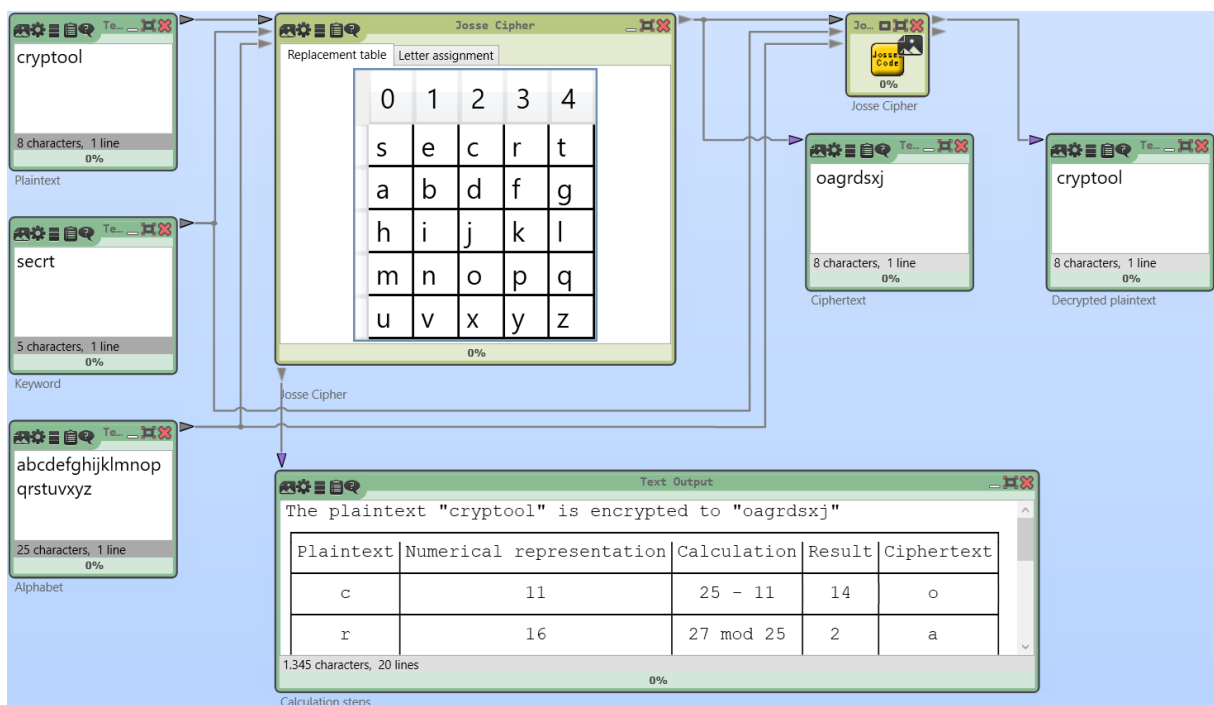 Te...
cryptool
8 characters, 1 line
0%
Plaintext
Te...
secrt
5 characters, 1 line
0%
Keyword
Te...
abcdefghijklmnop
qrstuvxyz
25 characters, 1 line
0%
Alphabet
Josse Cipher
Replacement table Letter assignment
0 1 2 3 4
s e c r t
a b d f g
h i j k l
m n o p q
u v x y z
0%
Josse Cipher
Jo...
Josse's
Code
0%
Josse Cipher
Te...
oagrdsxj
8 characters, 1 line
0%
Ciphertext
Te...
cryptool
8 characters, 1 line
0%
Decrypted plaintext
Text Output
The plaintext "cryptool" is encrypted to "oagrdsxj"
Plaintext Numerical representation Calculation Result Ciphertext
c 11 25 - 11 14 o
r 16 27 mod 25 2 a
1.345 characters, 20 lines
0%
Calculation steps